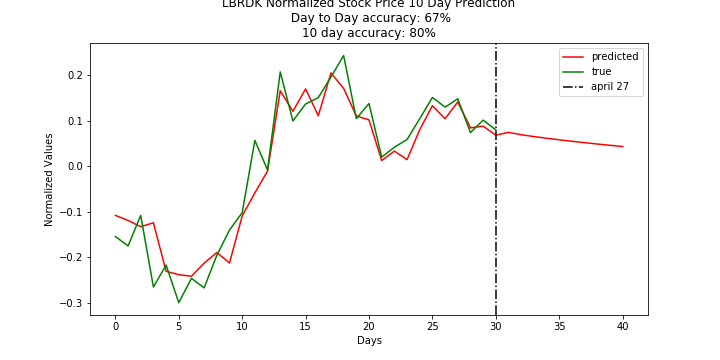 LBRDK Normalized Stock Price 10 Day Prediction
Day to Day accuracy: 67%
10 day accuracy: 80%
predicted
true
april 27
Normalized Values
0.2
0.1
0.0
−0.1
−0.2
−0.3
0 5 10 15 20 25 30 35 40
Days